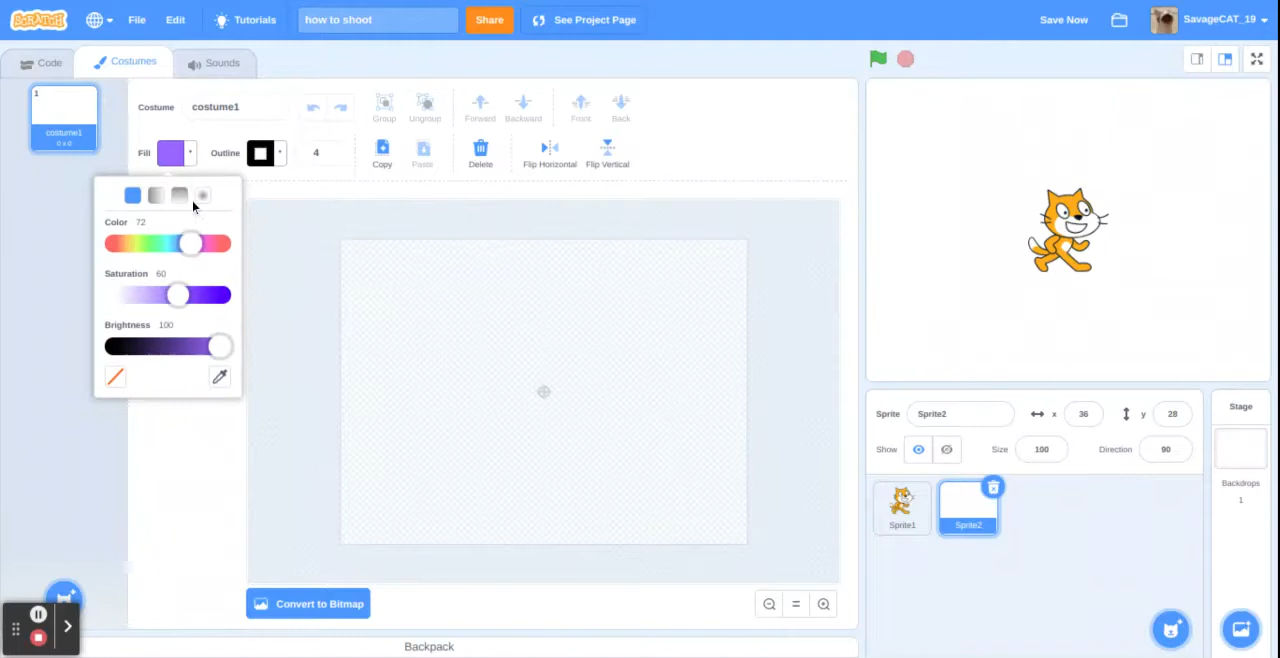 SCRATCH
File
Edit
Tutorials
how to shoot
Share
See Project Page
Save Now
SavageCAT_19
Code
Costumes
Sounds
1
costume1
0 x 0
Costume
costume1
Group
Ungroup
Forward
Backward
Front
Back
Fill
Outline
4
Copy
Paste
Delete
Flip Horizontal
Flip Vertical
Color 72
Saturation 60
Brightness 100
Convert to Bitmap
Backpack
Sprite
Sprite2
x
36
y
28
Show
Size
100
Direction
90
Sprite1
Sprite2
Stage
Backdrops
1